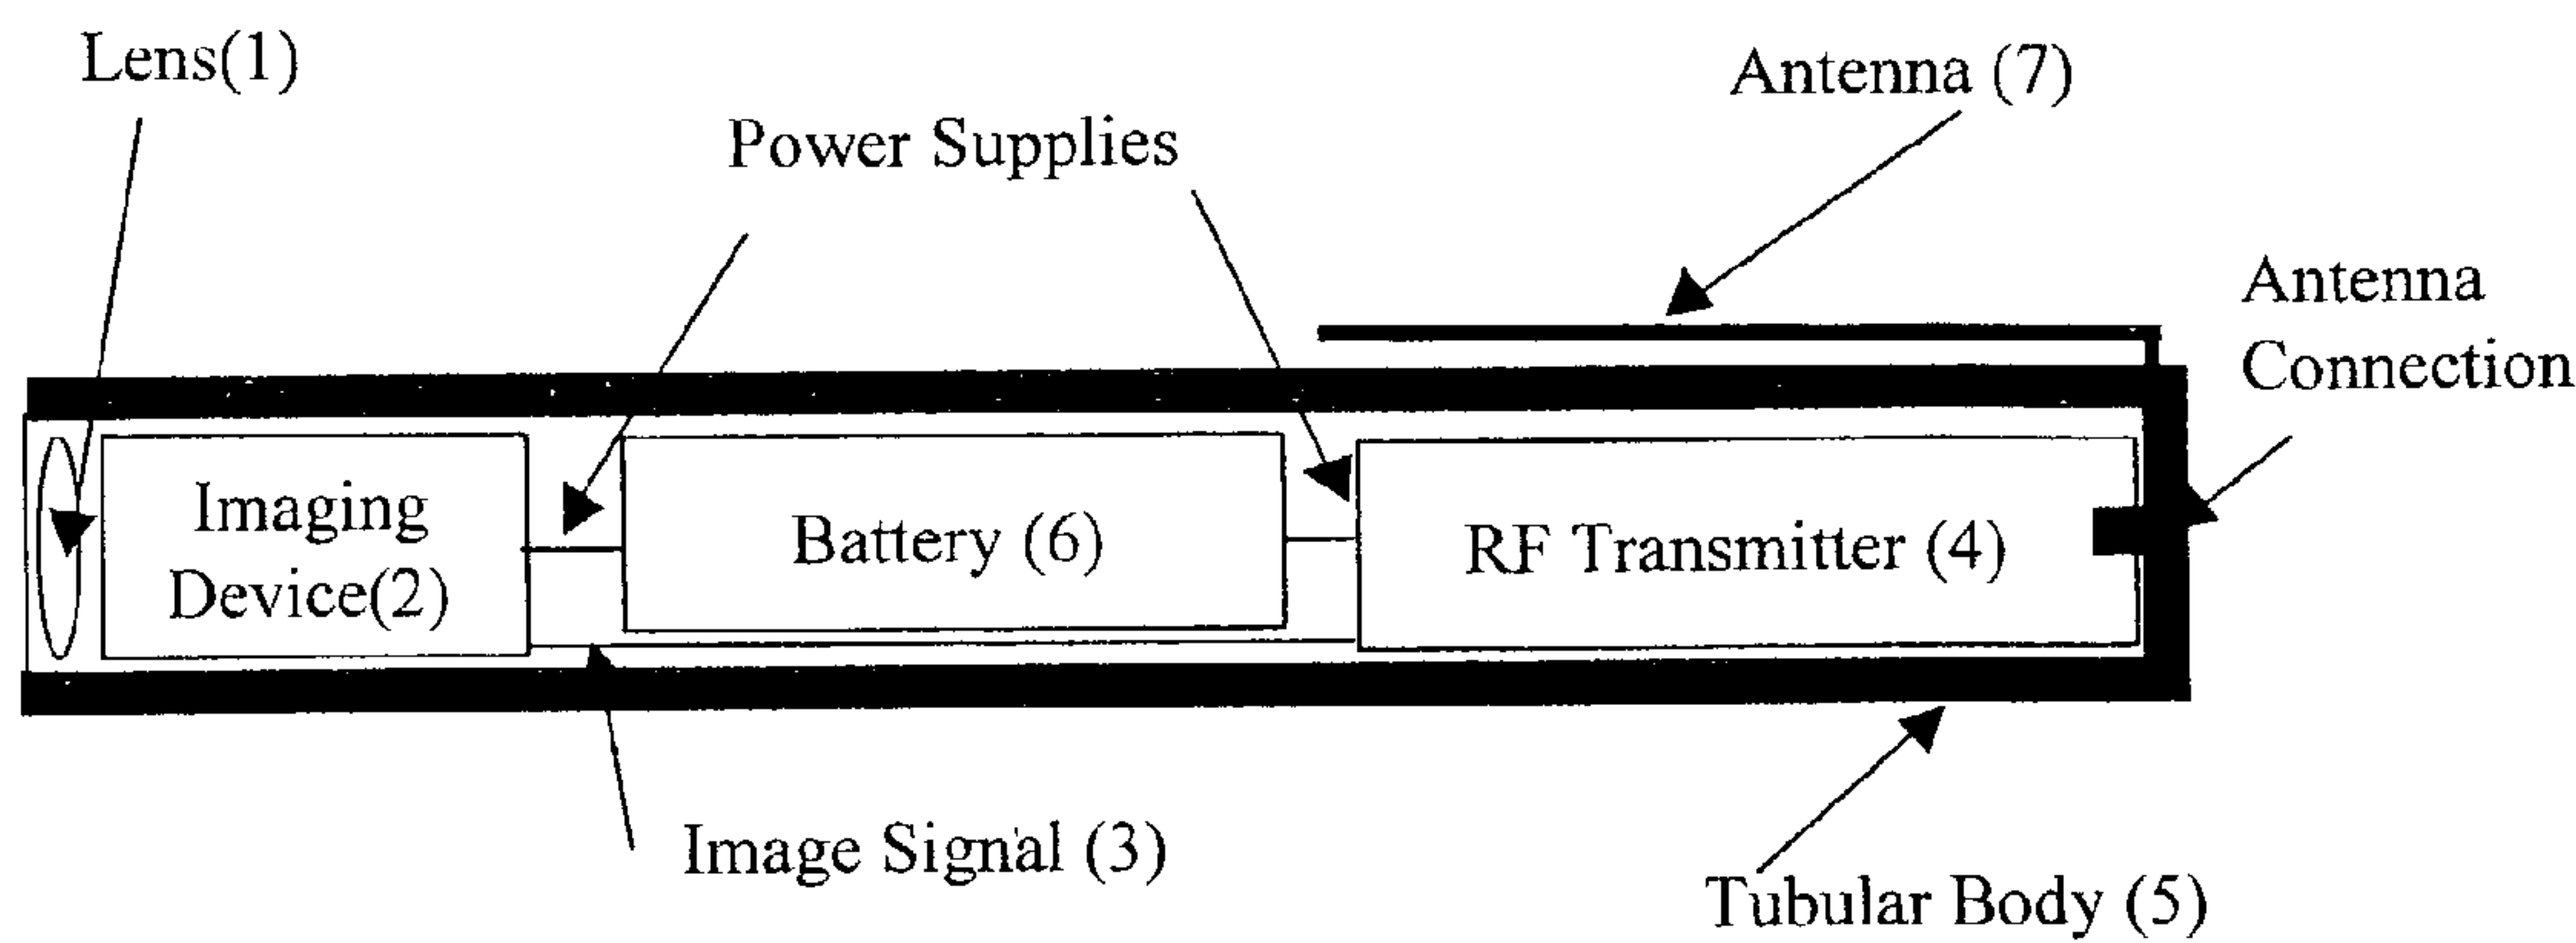 Lens(1)
Antenna (7)
Power Supplies
Antenna
Connection
Imaging
Device(2)
Battery (6)
RF Transmitter (4)
Image Signal (3)
Tubular Body (5)